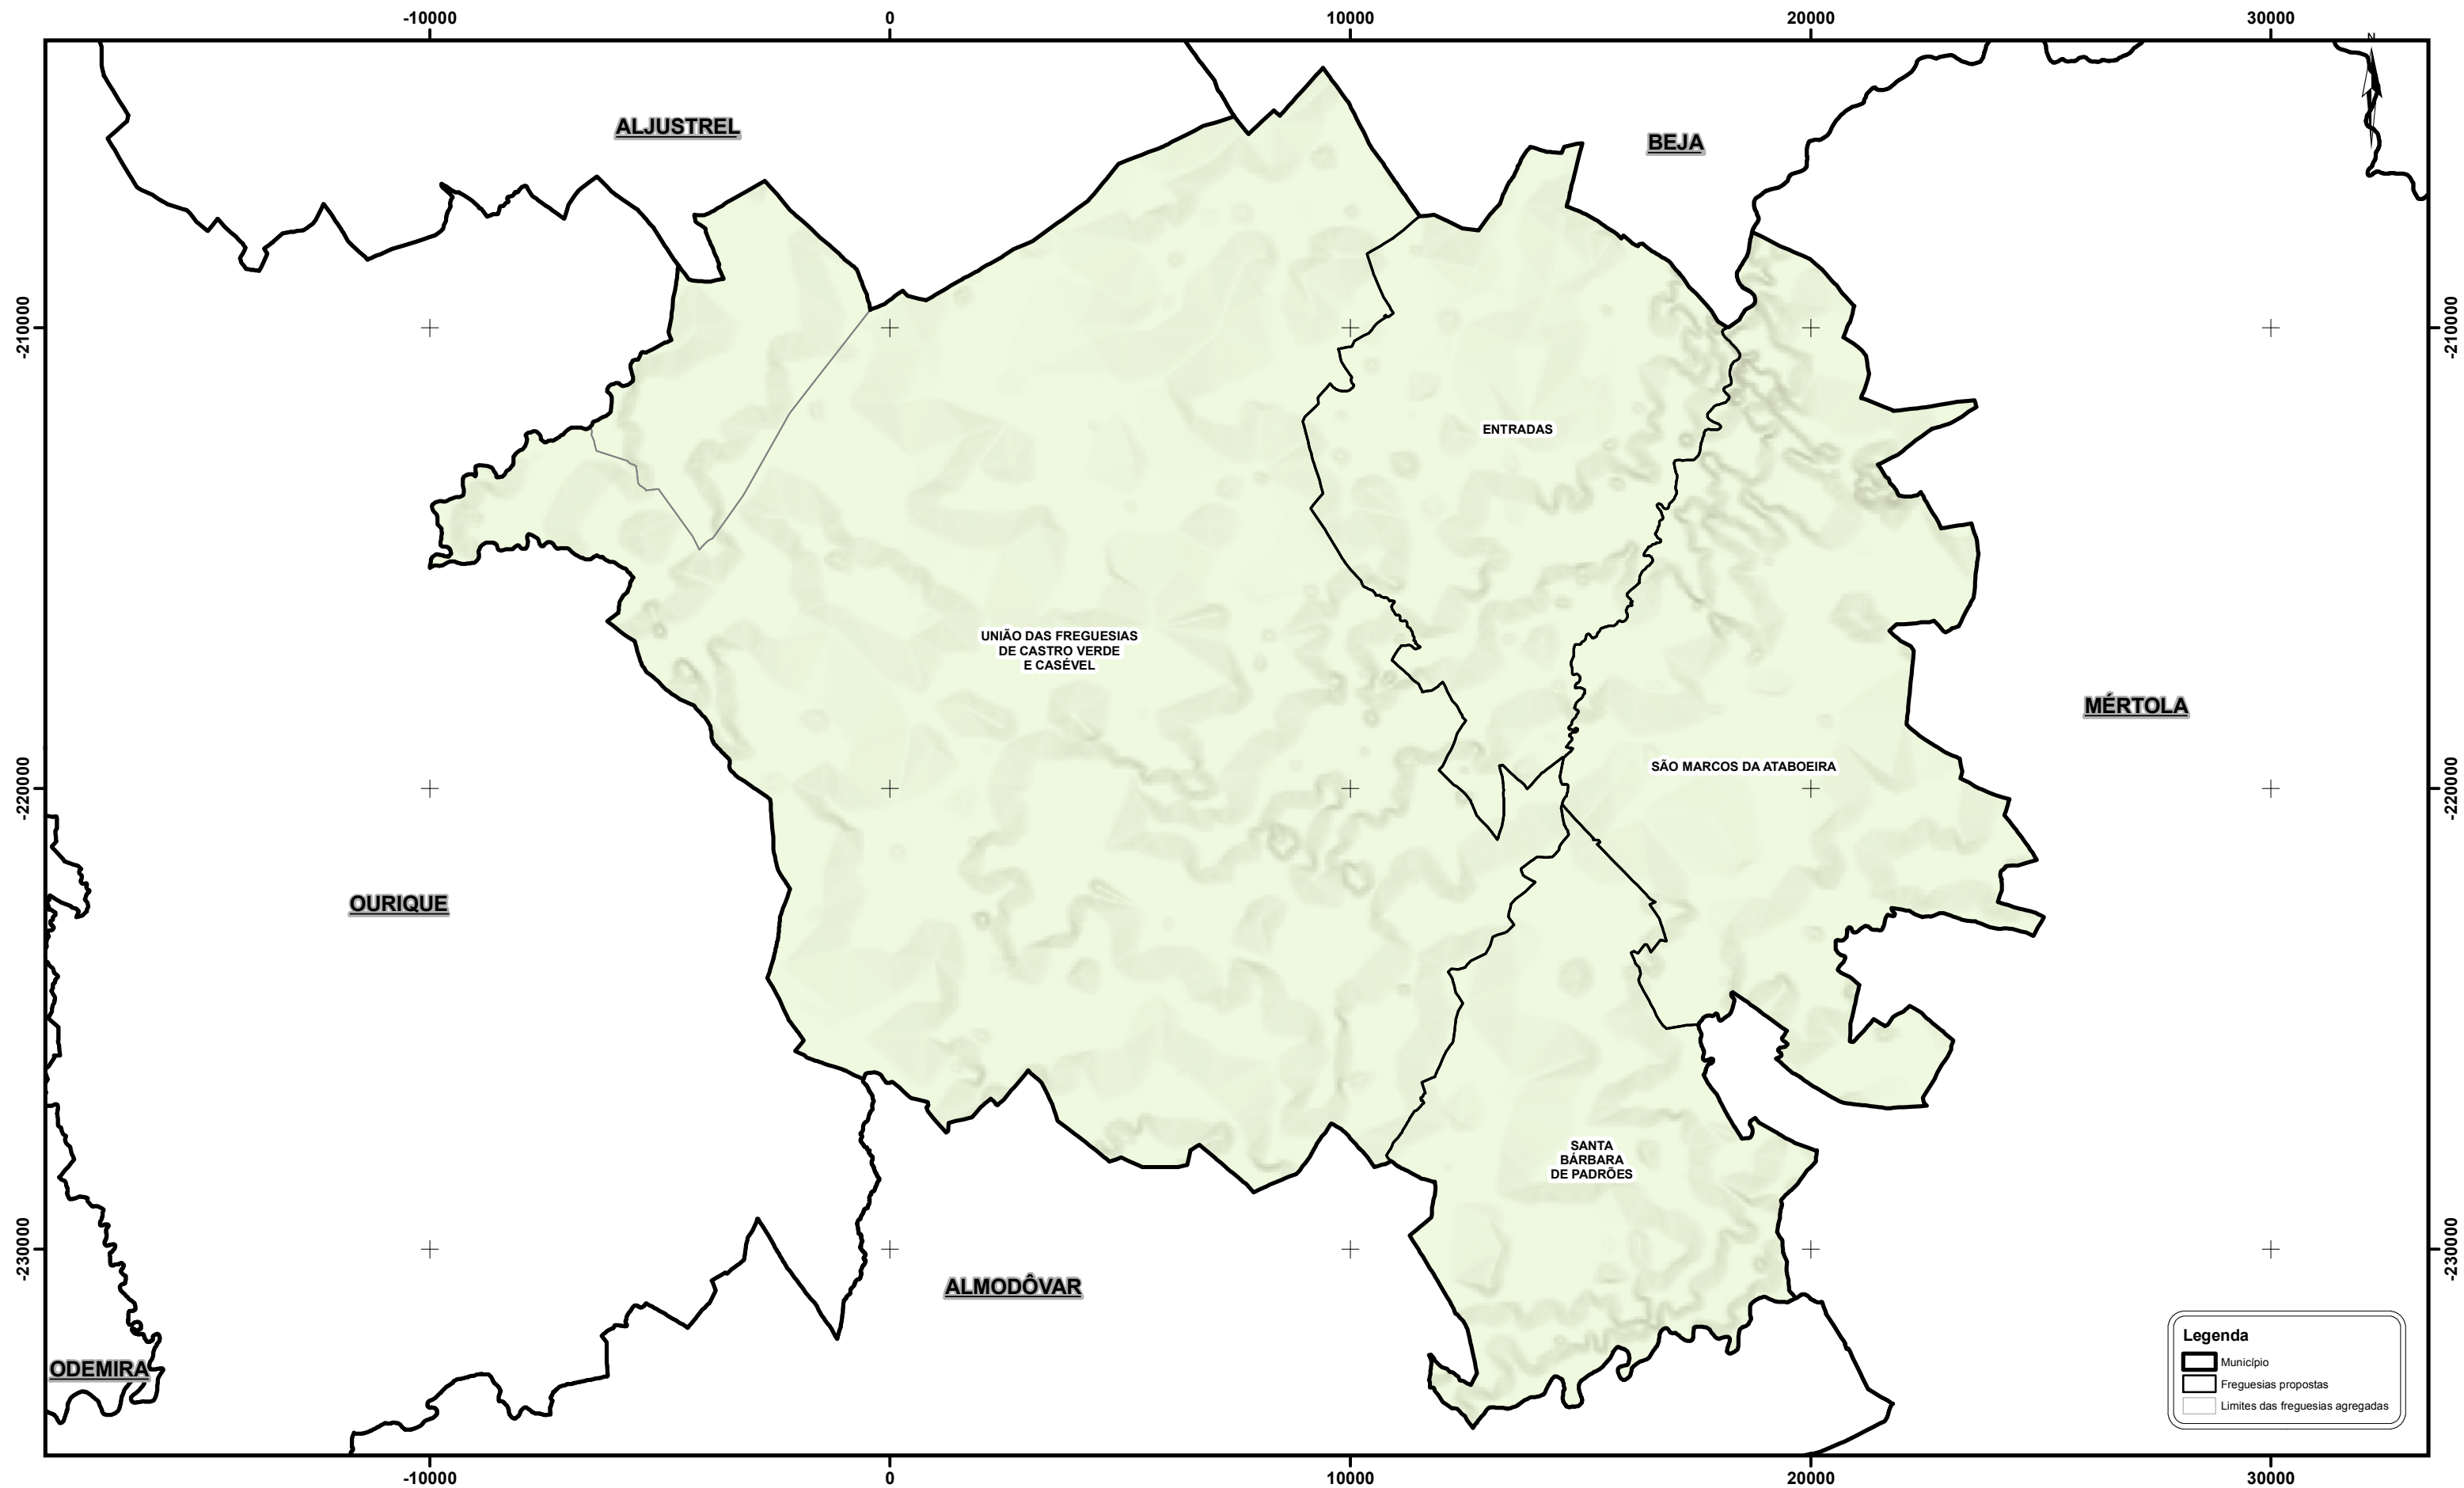 -10000 0 10000 20000 30000
N
ALJUSTREL
BEJA
-210000 -210000
ENTRADAS
UNIÃO DAS FREGUESIAS
DE CASTRO VERDE
E CASÉVEL
MÉRTOLA
SÃO MARCOS DA ATABOEIRA
-220000 -220000
OURIQUE
SANTA
BÁRBARA
DE PADRÕES
-230000 -230000
ALMODÔVAR
ODEMIRA
Legenda
Município
Freguesias propostas
Limites das freguesias agregadas
-10000 0 10000 20000 30000